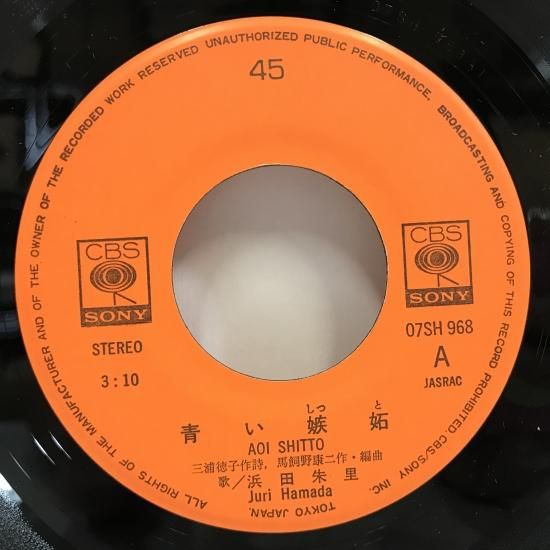 ALL RIGHTS OF THE MANUFACTURER AND OF THE OWNER OF THE RECORDED WORK RESERVED UNAUTHORIZED PUBLIC PERFORMANCE, BROADCASTING AND COPYING OF THIS RECORD PROHIBITED. CBS/SONY INC. TOKYO JAPAN
45
CBS
SONY
STEREO
3:10
CBS
SONY
07SH 968
A
JASRAC
しっ と
青い嫉妬
AOI SHITTO
三浦徳子作詩, 馬飼野康二作・編曲
歌/浜田朱里
Juri Hamada